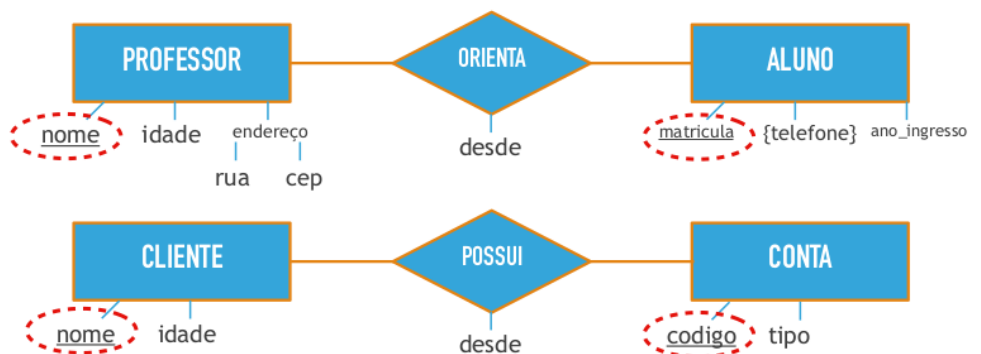 PROFESSOR ORIENTA ALUNO
nome idade endereço desde matricula {telefone} ano_ingresso
rua cep
CLIENTE POSSUI CONTA
nome idade desde codigo tipo